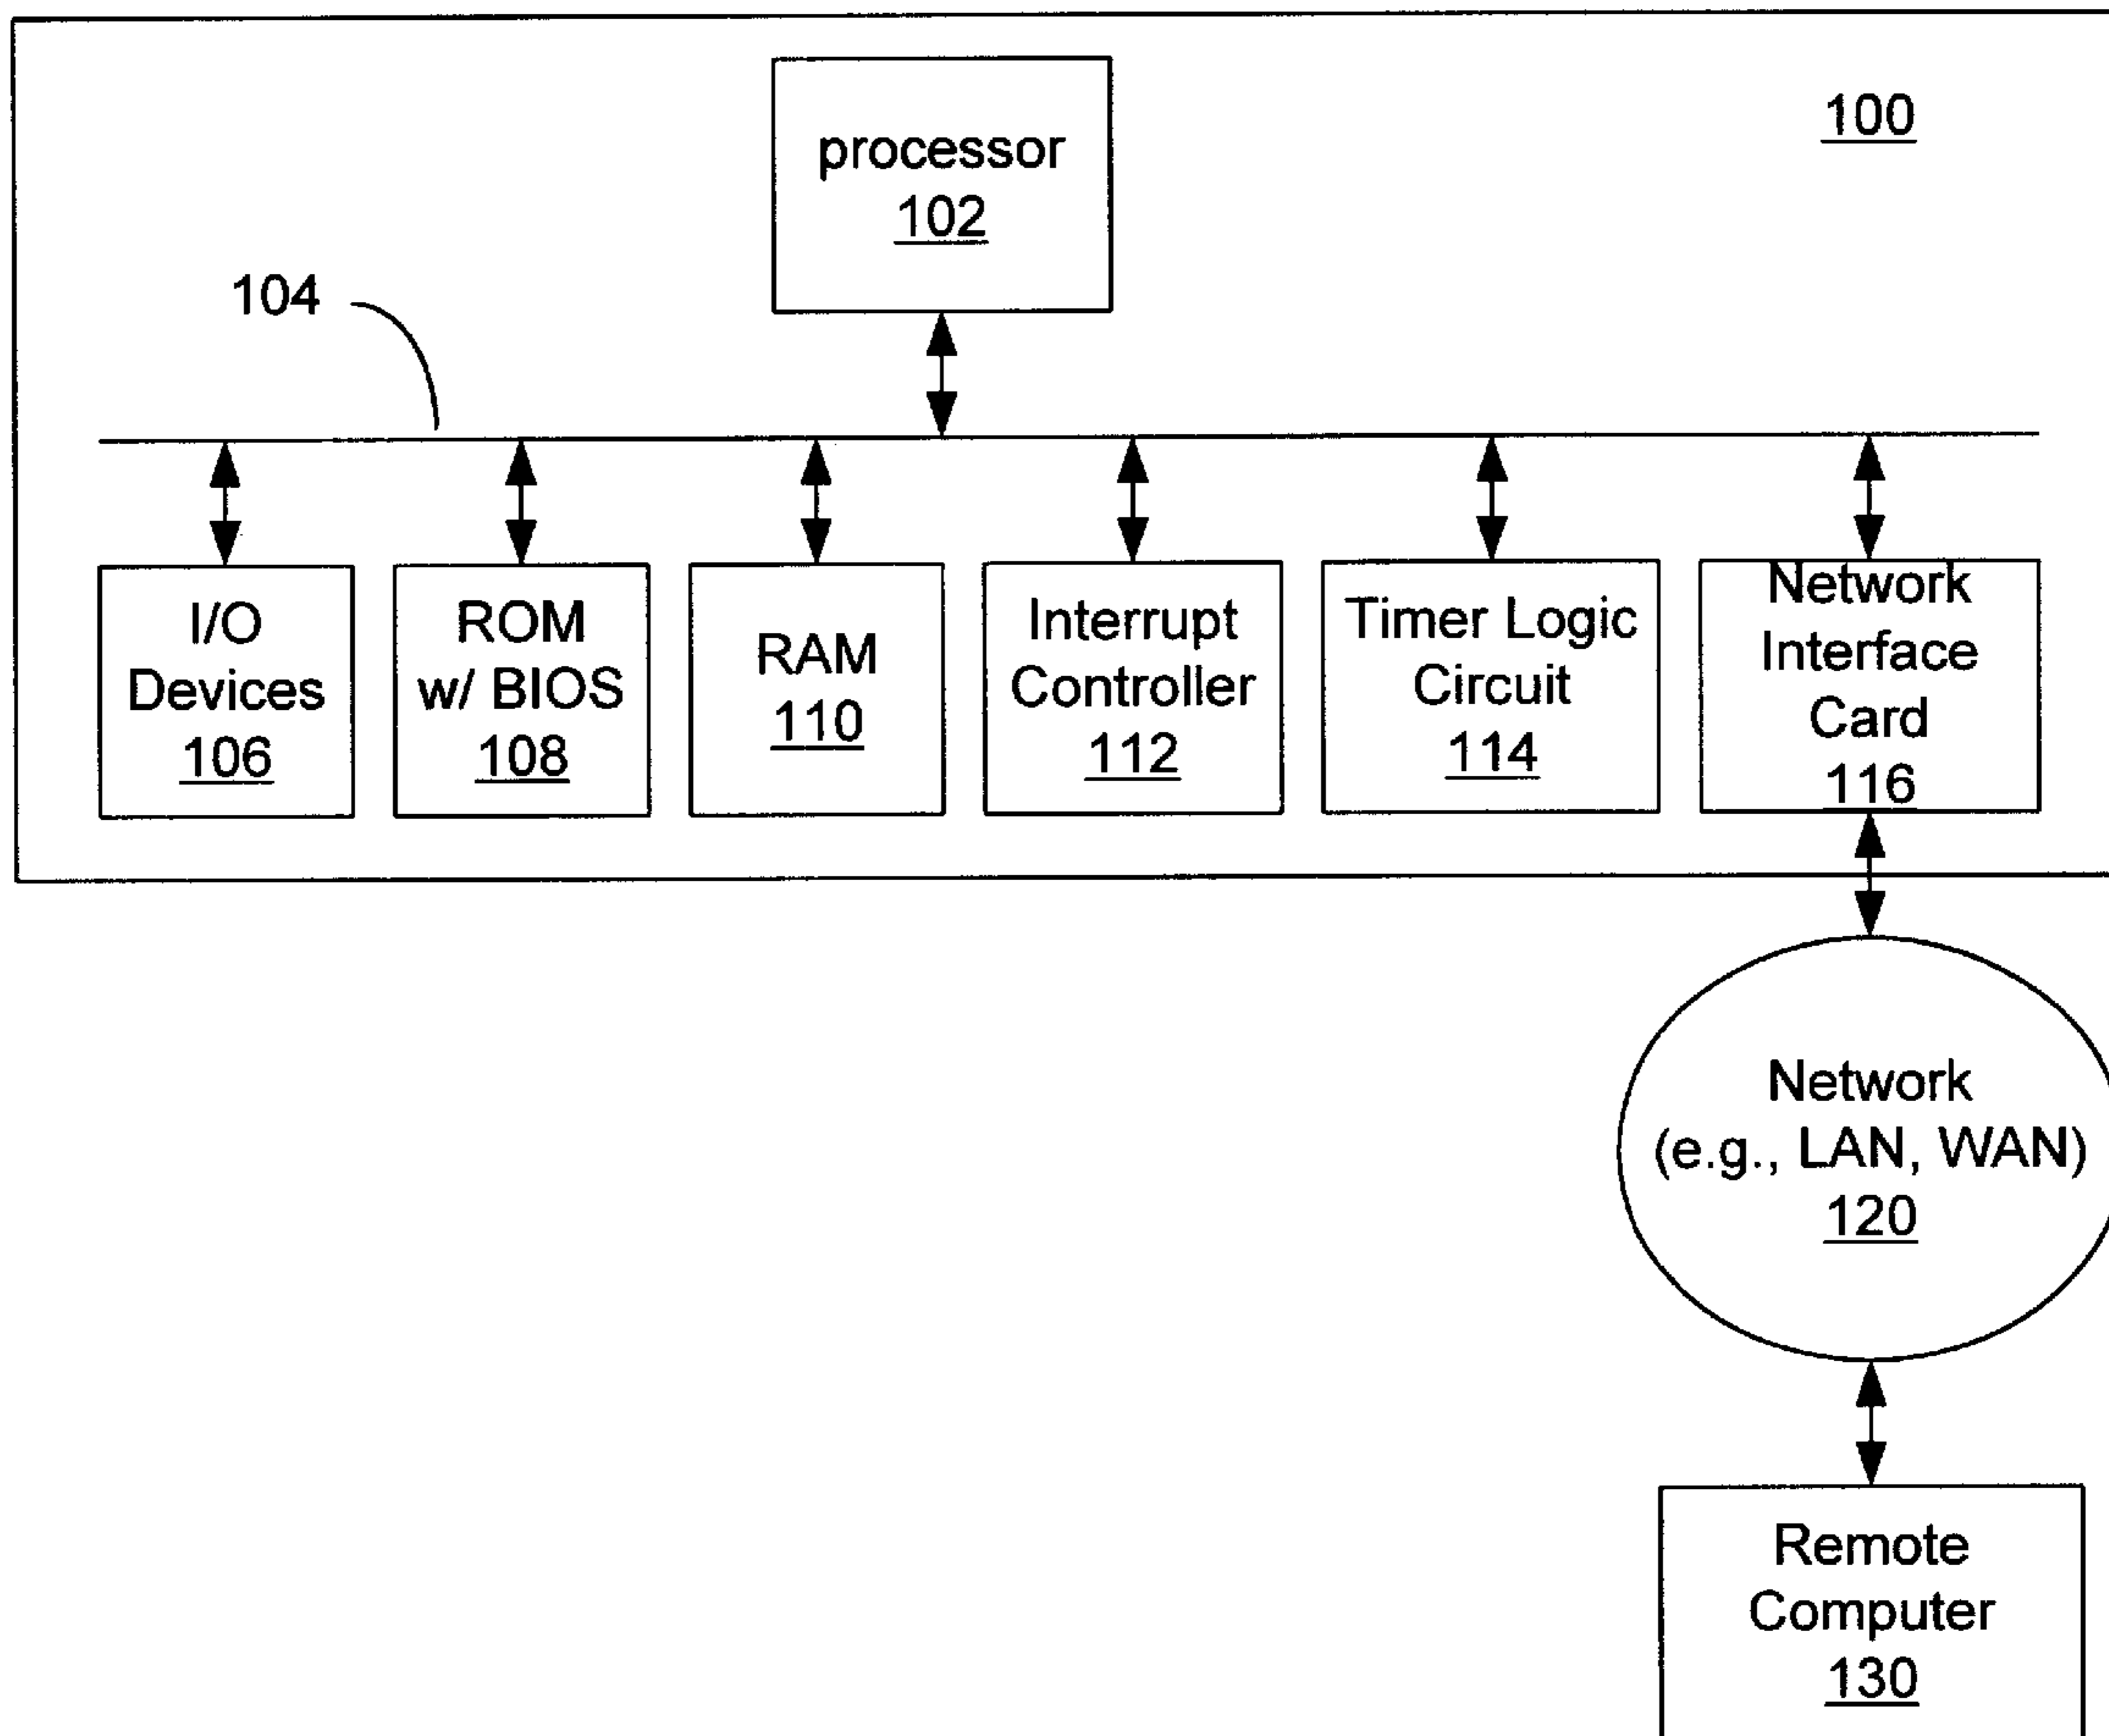 100
processor
102
104
I/O
Devices
106
ROM
w/ BIOS
108
RAM
110
Interrupt
Controller
112
Timer Logic
Circuit
114
Network
Interface
Card
116
Network
(e.g., LAN, WAN)
120
Remote
Computer
130